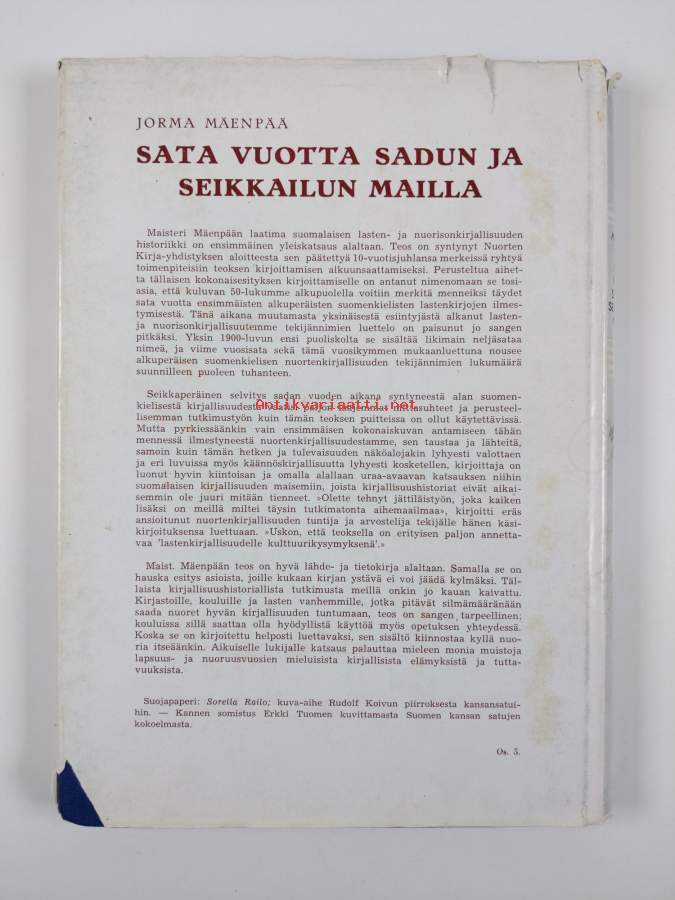 JORMA MÄENPÄÄ
SATA VUOTTA SADUN JA
SEIKKAILUN MAILLA
Maisteri Mäenpään laatima suomalaisen lasten- ja nuorisonkirjallisuuden
historiikki on ensimmäinen yleiskatsaus alaltaan. Teos on syntynyt Nuorten
Kirja-yhdistyksen aloitteesta sen päätettyä 10-vuotisjuhlansa merkeissä ryhtyä
toimenpiteisiin teoksen kirjoittamisen alkuunsaattamiseksi. Perusteltua aihet-
ta tällaisen kokonaisesityksen kirjoittamiselle on antanut nimenomaan se tosi-
asia, että kuluvan 50-lukumme alkupuolella voitiin merkitä menneiksi täydet
sata vuotta ensimmäisten alkuperäisten suomenkielisten lastenkirjojen ilmes-
tymisestä. Tänä aikana muutamasta yksinäisestä esiintyjästä alkanut lasten-
ja nuorisonkirjallisuutemme tekijännimien luettelo on paisunut jo sangen
pitkäksi. Yksin 1900-luvun ensi puoliskolta se sisältää likimain neljäsataa
nimeä, ja viime vuosisata sekä tämä vuosikymmen mukaanluettuna nousee
alkuperäisen suomenkielisen nuortenkirjallisuuden tekijännimien lukumäärä
suunnilleen puoleen tuhanteen.
Seikkaperäinen selvitys sadan vuoden aikana syntyneestä alan suomen-
kielisestä kirjallisuudesta vaatisi paljon laajemmat mittasuhteet ja perusteel-
lisemman tutkimustyön kuin tämän teoksen puitteissa on ollut käytettävissä.
Mutta pyrkiessäänkin vain ensimmäisen kokonaiskuvan antamiseen tähän
mennessä ilmestyneestä nuortenkirjallisuudestamme, sen taustaa ja lähteitä,
samoin kuin tämän hetken ja tulevaisuuden näköalojakin lyhyesti valottaen
ja eri luvuissa myös käännöskirjallisuutta lyhyesti kosketellen, kirjoittaja on
luonut hyvin kiintoisan ja omalla alallaan uraa-avaavan katsauksen niihin
suomalaisen kirjallisuuden maisemiin, joista kirjallisuushistoriat eivät aikai-
semmin ole juuri mitään tienneet. »Olette tehnyt jättiläistyön, joka kaiken
lisäksi on meillä miltei täysin tutkimatonta aihemaailmaa», kirjoitti eräs
ansioitunut nuortenkirjallisuuden tuntija ja arvostelija tekijälle hänen käsi-
kirjoituksensa luettuaan. »Uskon, että teoksella on erityisen paljon annetta-
vaa 'lastenkirjallisuudelle kulttuurikysymyksenä'.»
Maist. Mäenpään teos on hyvä lähde- ja tietokirja alaltaan. Samalla se on
hauska esitys asioista, joille kukaan kirjan ystävä ei voi jäädä kylmäksi. Täl-
laista kirjallisuushistoriallista tutkimusta meillä onkin jo kauan kaivattu.
Kirjastoille, kouluille ja lasten vanhemmille, jotka pitävät silmämääränään
saada nuoret hyvän kirjallisuuden tuntumaan, teos on sangen tarpeellinen;
kouluissa sillä saattaa olla hyödyllistä käyttöä myös opetuksen yhteydessä.
Koska se on kirjoitettu helposti luettavaksi, sen sisältö kiinnostaa kyllä nuo-
ria itseäänkin. Aikuiselle lukijalle katsaus palauttaa mieleen monia muistoja
lapsuus- ja nuoruusvuosien mieluisista kirjallisista elämyksistä ja tutta-
vuuksista.
Suojapaperi: Sorella Railo; kuva-aihe Rudolf Koivun piirroksesta kansansatui-
hin. — Kannen somistus Erkki Tuomen kuvittamasta Suomen kansan satujen
kokoelmasta.
Os. 5.
Antikvariaatti.net